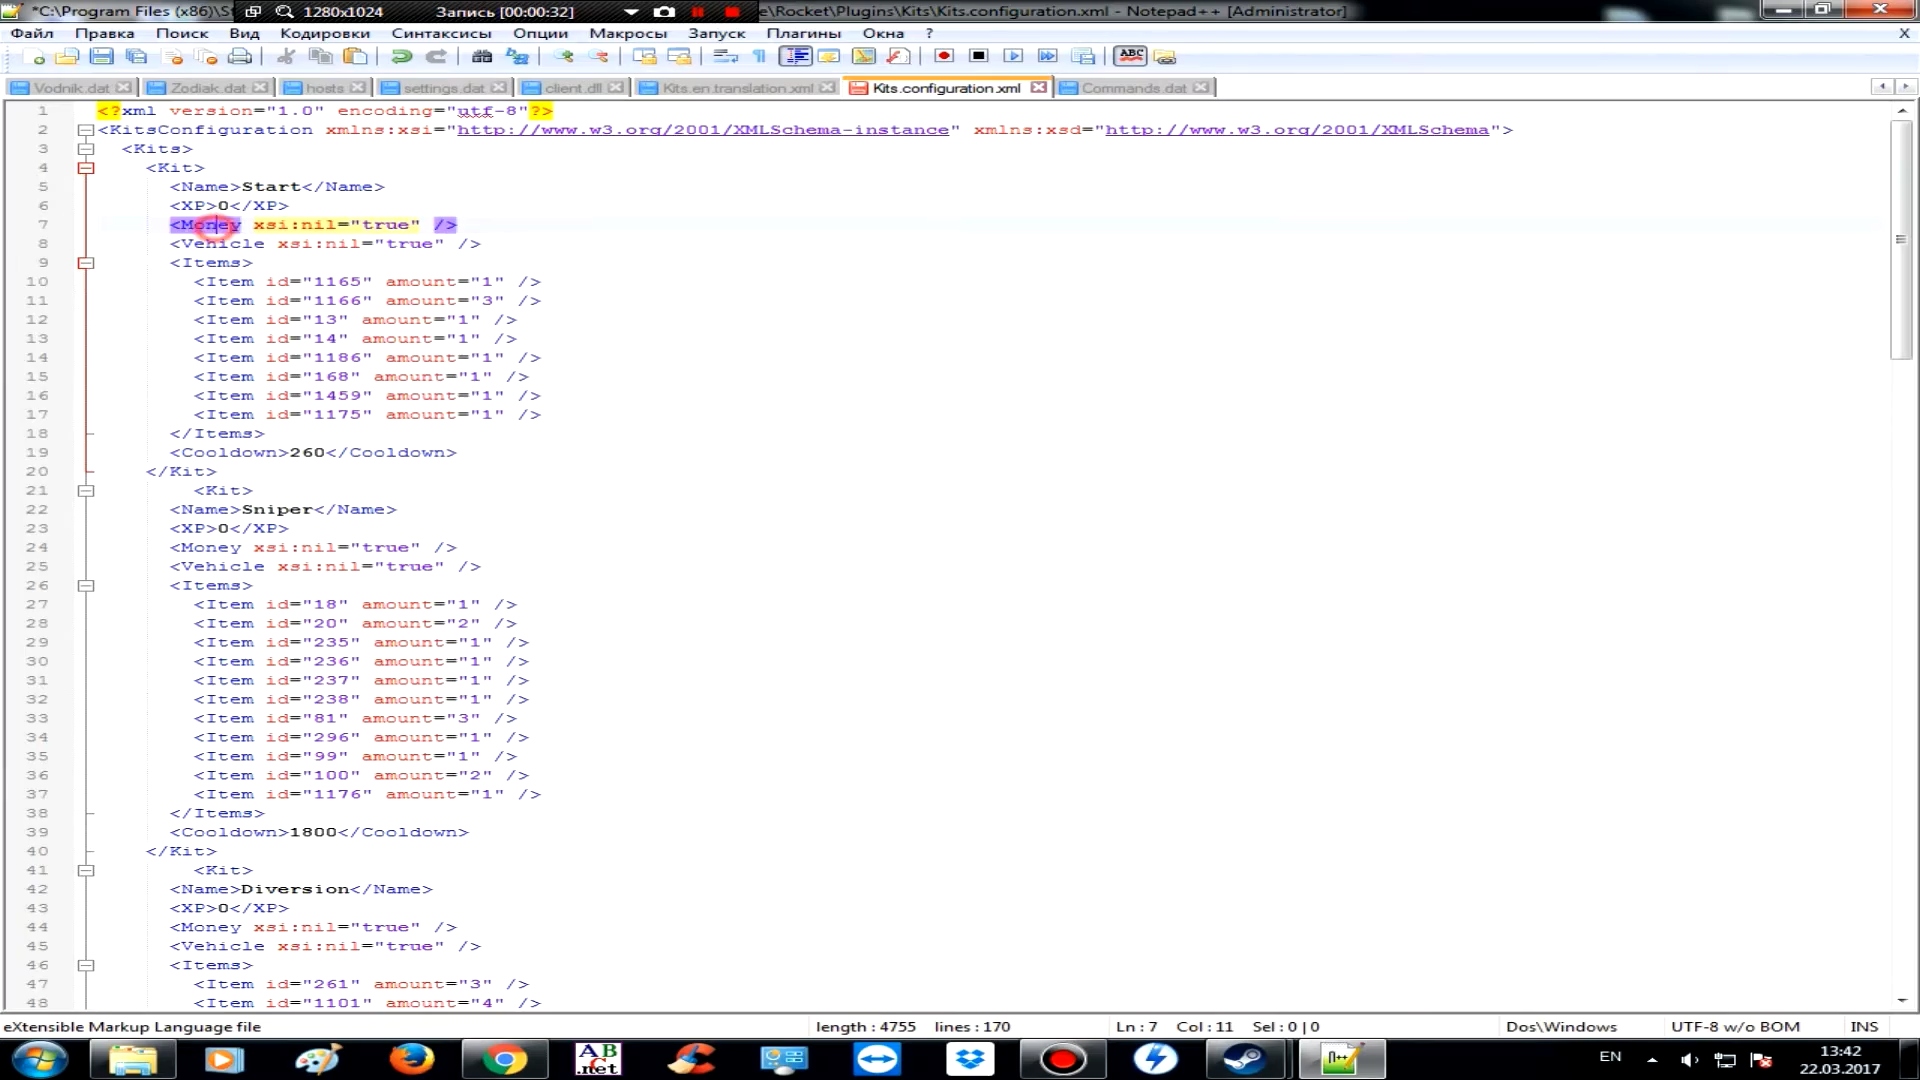 *C:\Program Files (x86)\S
1280x1024
Запись [00:00:32]
e\Rocket\Plugins\Kits\Kits.configuration.xml - Notepad++ [Administrator]
Файл Правка Поиск Вид Кодировки Синтаксисы Опции Макросы Запуск Плагины Окна ? X
ABC
Vodnik.dat Zodiak.dat hosts settings.dat client.dll Kits.en.translation.xml Kits.configuration.xml Commands.dat
1 <?xml version="1.0" encoding="utf-8"?>
2 <KitsConfiguration xmlns:xsi="http://www.w3.org/2001/XMLSchema-instance" xmlns:xsd="http://www.w3.org/2001/XMLSchema">
3 <Kits>
4 <Kit>
5 <Name>Start</Name>
6 <XP>0</XP>
7 <Money xsi:nil="true" />
8 <Vehicle xsi:nil="true" />
9 <Items>
10 <Item id="1165" amount="1" />
11 <Item id="1166" amount="3" />
12 <Item id="13" amount="1" />
13 <Item id="14" amount="1" />
14 <Item id="1186" amount="1" />
15 <Item id="168" amount="1" />
16 <Item id="1459" amount="1" />
17 <Item id="1175" amount="1" />
18 </Items>
19 <Cooldown>260</Cooldown>
20 </Kit>
21 <Kit>
22 <Name>Sniper</Name>
23 <XP>0</XP>
24 <Money xsi:nil="true" />
25 <Vehicle xsi:nil="true" />
26 <Items>
27 <Item id="18" amount="1" />
28 <Item id="20" amount="2" />
29 <Item id="235" amount="1" />
30 <Item id="236" amount="1" />
31 <Item id="237" amount="1" />
32 <Item id="238" amount="1" />
33 <Item id="81" amount="3" />
34 <Item id="296" amount="1" />
35 <Item id="99" amount="1" />
36 <Item id="100" amount="2" />
37 <Item id="1176" amount="1" />
38 </Items>
39 <Cooldown>1800</Cooldown>
40 </Kit>
41 <Kit>
42 <Name>Diversion</Name>
43 <XP>0</XP>
44 <Money xsi:nil="true" />
45 <Vehicle xsi:nil="true" />
46 <Items>
47 <Item id="261" amount="3" />
48 <Item id="1101" amount="4" />
eXtensible Markup Language file length : 4755 lines : 170 Ln : 7 Col : 11 Sel : 0 | 0 Dos\Windows UTF-8 w/o BOM INS
AB
C
.net
EN
13:42
22.03.2017